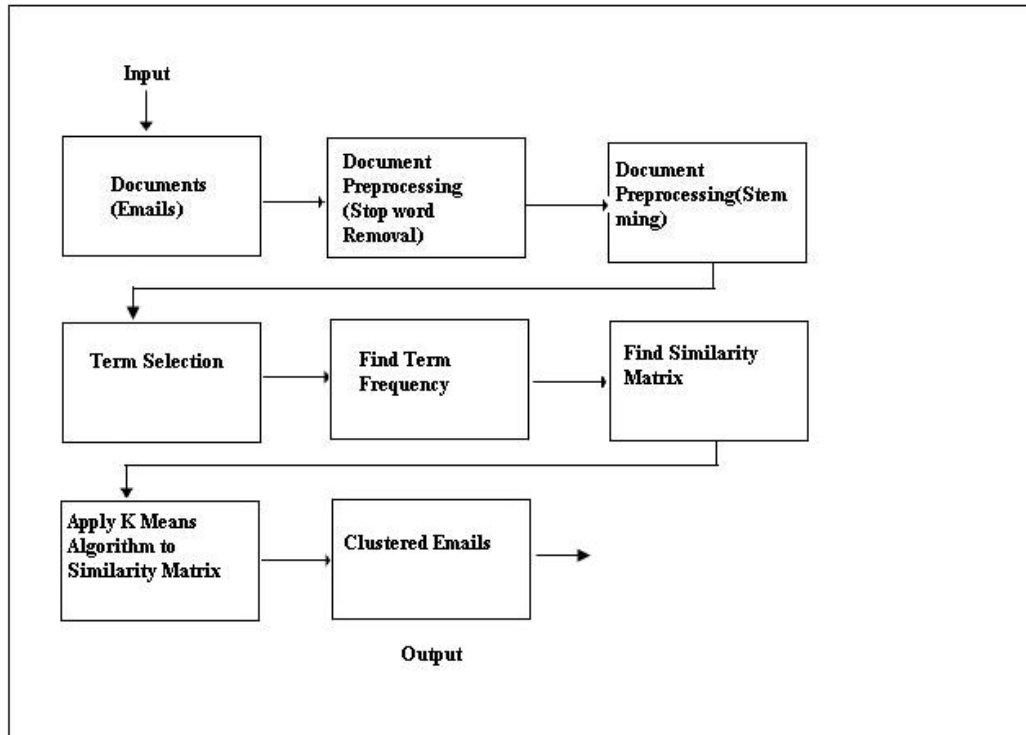 Input
Documents
(Emails)
Document
Preprocessing
(Stop word
Removal)
Document
Preprocessing(Stem
ming)
Term Selection
Find Term
Frequency
Find Similarity
Matrix
Apply K Means
Algorithm to
Similarity Matrix
Clustered Emails
Output